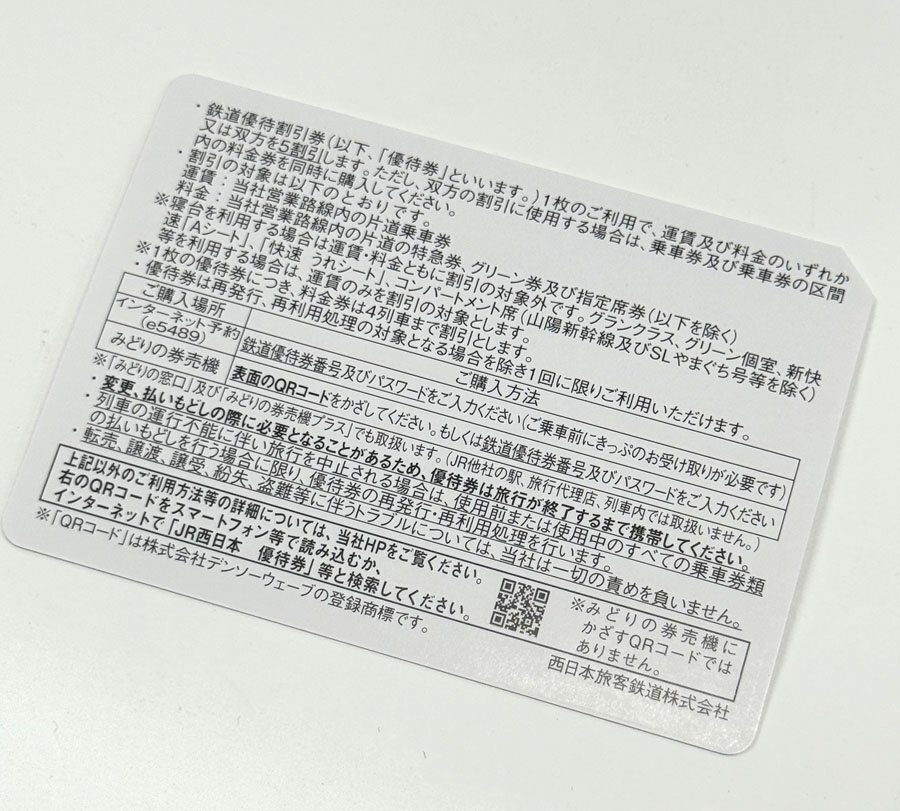 ・鉄道優待割引券(以下、「優待券」といいます。)1枚のご利用で、運賃及び料金のいずれか
又は双方を5割引します。ただし、双方の割引に使用する場合は、乗車券及び乗車券の区間
内の料金券を同時に購入してください。
・割引の対象は以下のとおりです。
運賃：当社営業路線内の片道乗車券
料金：当社営業路線内の片道の特急券、グリーン券及び指定席券(以下を除く)
※寝台を利用する場合は運賃・料金ともに割引の対象外です。グランクラス、グリーン個室、新快
速「Aシート」、「快速 うれシート」、コンパートメント席(山陽新幹線及びSLやまぐち号等を除く)
等を利用する場合は、運賃のみを割引の対象とします。
※1枚の優待券につき、料金券は4列車まで割引とします。
・優待券は再発行、再利用処理の対象となる場合を除き1回に限りご利用いただけます。
ご購入場所 ご購入方法
インターネット予約(e5489) 鉄道優待券番号及びパスワードをご入力ください(ご乗車前にきっぷのお受け取りが必要です)
みどりの券売機 表面のQRコードをかざしてください。もしくは鉄道優待券番号及びパスワードをご入力ください
※「みどりの窓口」及び「みどりの券売機プラス」でも取扱います。(JR他社の駅、旅行代理店、列車内では取扱いません。)
・変更、払いもどしの際に必要となることがあるため、優待券は旅行が終了するまで携帯してください。
・列車の運行不能に伴い旅行を中止される場合は、使用前または使用中のすべての乗車券類
の払いもどしを行う場合に限り、優待券の再発行・再利用処理を行います。
・転売、譲渡、譲受、紛失、盗難等に伴うトラブルについては、当社は一切の責めを負いません。
上記以外のご利用方法等の詳細については、当社HPをご覧ください。
右のQRコードをスマートフォン等で読み込むか、
インターネットで「JR西日本 優待券」等と検索してください。
※みどりの券売機に
かざすQRコードでは
ありません。
※「QRコード」は株式会社デンソーウェーブの登録商標です。
西日本旅客鉄道株式会社